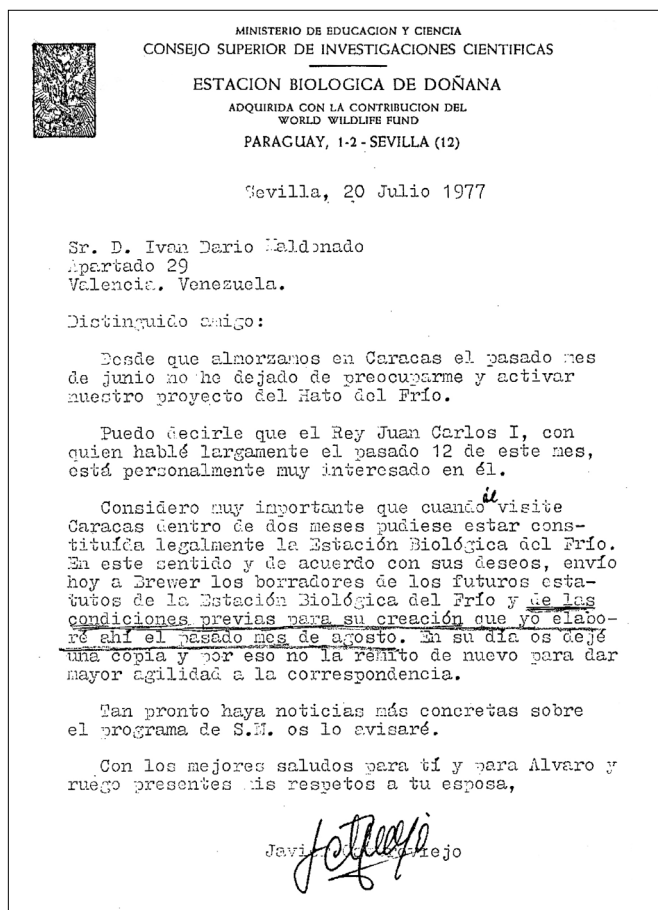 MINISTERIO DE EDUCACION Y CIENCIA
CONSEJO SUPERIOR DE INVESTIGACIONES CIENTIFICAS
ESTACION BIOLOGICA DE DOÑANA
ADQUIRIDA CON LA CONTRIBUCION DEL
WORLD WILDLIFE FUND
PARAGUAY, 1-2 - SEVILLA (12)
Sevilla, 20 Julio 1977
Sr. D. Ivan Dario Maldonado
Apartado 29
Valencia. Venezuela.
Distinguido amigo:
Desde que almorzamos en Caracas el pasado mes
de junio no he dejado de preocuparme y activar
nuestro proyecto del Hato del Frío.
Puedo decirle que el Rey Juan Carlos I, con
quien hablé largamente el pasado 12 de este mes,
está personalmente muy interesado en él.
Considero muy importante que cuando él visite
Caracas dentro de dos meses pudiese estar cons-
tituída legalmente la Estación Biológica del Frío.
En este sentido y de acuerdo con sus deseos, envío
hoy a Brewer los borradores de los futuros esta-
tutos de la Estación Biológica del Frío y de las
condiciones previas para su creación que yo elabo-
ré ahí el pasado mes de agosto. En su día os dejé
una copia y por eso no la remito de nuevo para dar
mayor agilidad a la correspondencia.
Tan pronto haya noticias más concretas sobre
el programa de S.M. os lo avisaré.
Con los mejores saludos para tí y para Alvaro y
ruego presentes mis respetos a tu esposa,